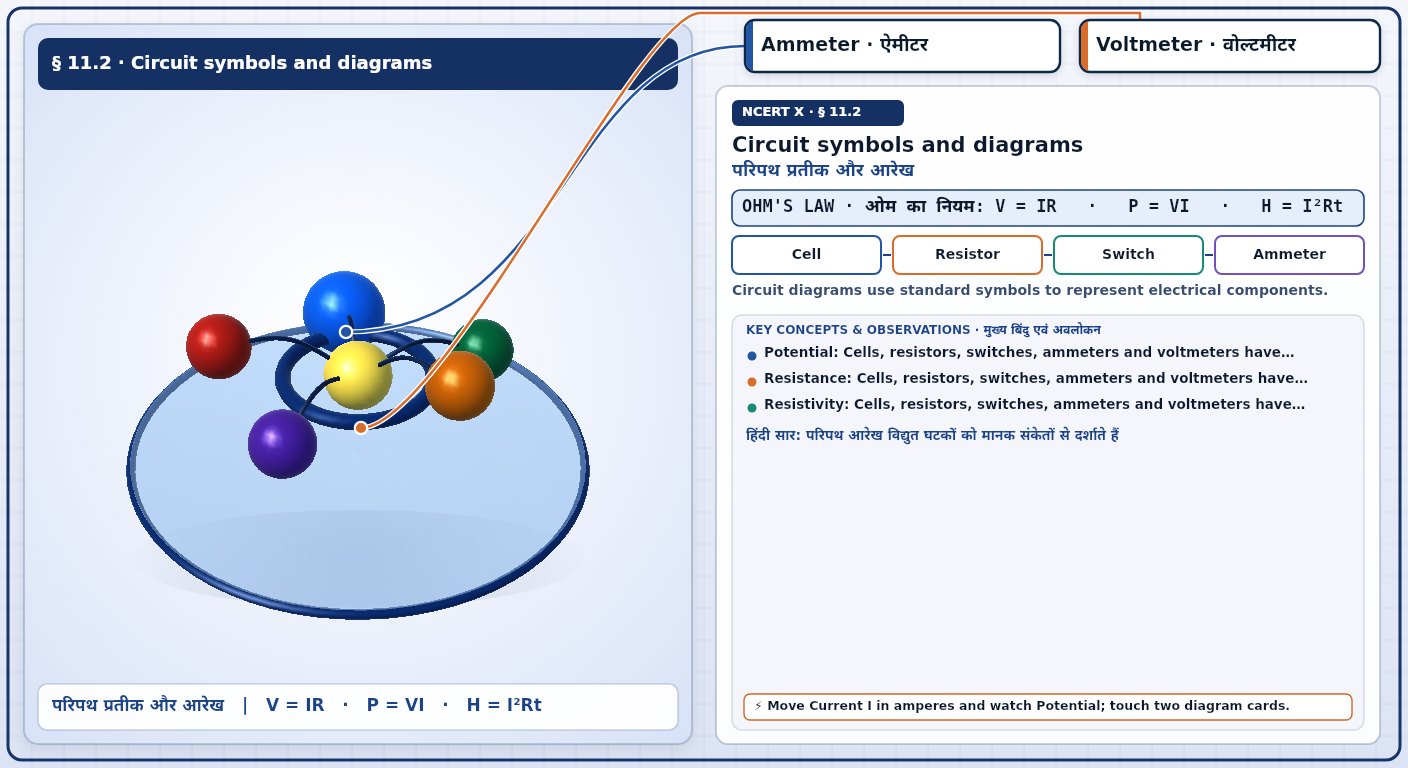 § 11.2 · Circuit symbols and diagrams
Ammeter · ऐमीटर
Voltmeter · वोल्टमीटर
NCERT X · § 11.2
Circuit symbols and diagrams
परिपथ प्रतीक और आरेख
OHM'S LAW · ओम का नियम: V = IR · P = VI · H = I²Rt
Cell
Resistor
Switch
Ammeter
Circuit diagrams use standard symbols to represent electrical components.
KEY CONCEPTS & OBSERVATIONS · मुख्य बिंदु एवं अवलोकन
Potential: Cells, resistors, switches, ammeters and voltmeters have…
Resistance: Cells, resistors, switches, ammeters and voltmeters have…
Resistivity: Cells, resistors, switches, ammeters and voltmeters have…
हिंदी सार: परिपथ आरेख विद्युत घटकों को मानक संकेतों से दर्शाते हैं
⚡ Move Current I in amperes and watch Potential; touch two diagram cards.
परिपथ प्रतीक और आरेख | V = IR · P = VI · H = I²Rt